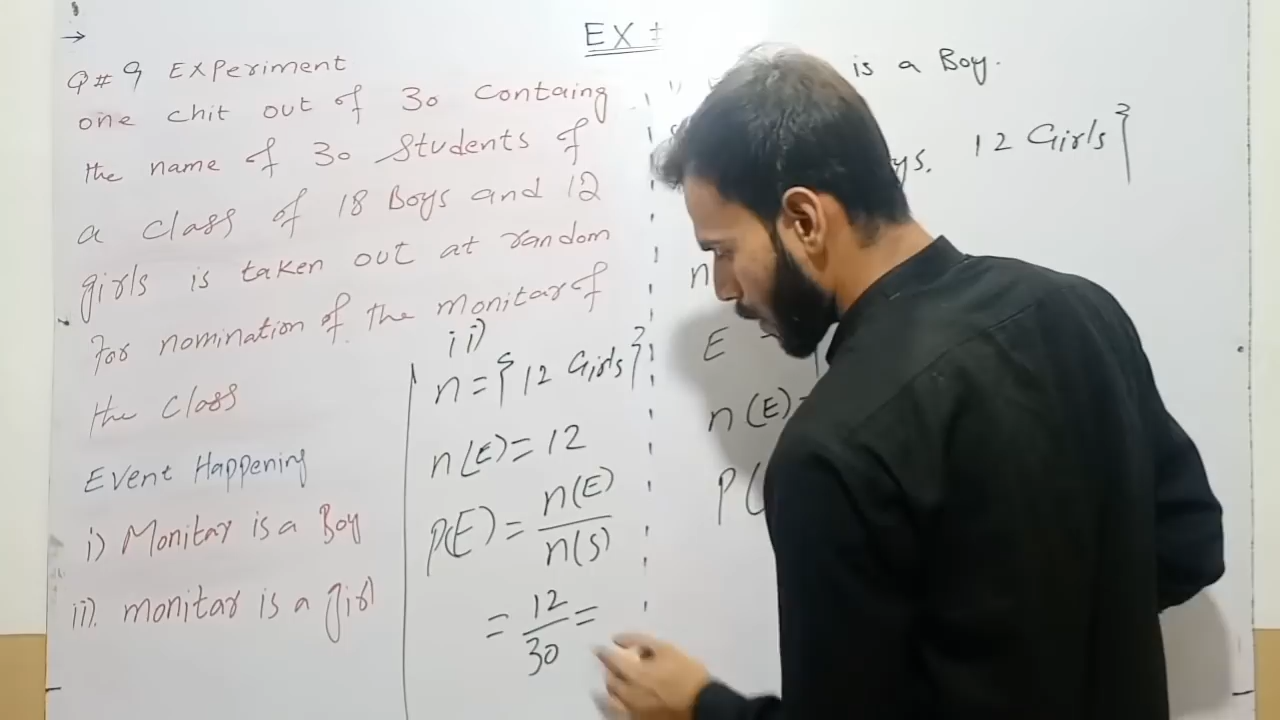 EX
Q#9 Experiment
one chit out of 30 Containg
the name of 30 Students of
a class of 18 Boys and 12
girls is taken out at random
For nomination of the monitar of
the Class
Event Happening
i) Monitar is a Boy
ii). monitar is a girl
ii)
n = { 12 Girls }
n(E) = 12
P(E) = n(E)
n(S)
= 12 =
30
is a Boy.
12 Girls }
n
E
n(E)
P(